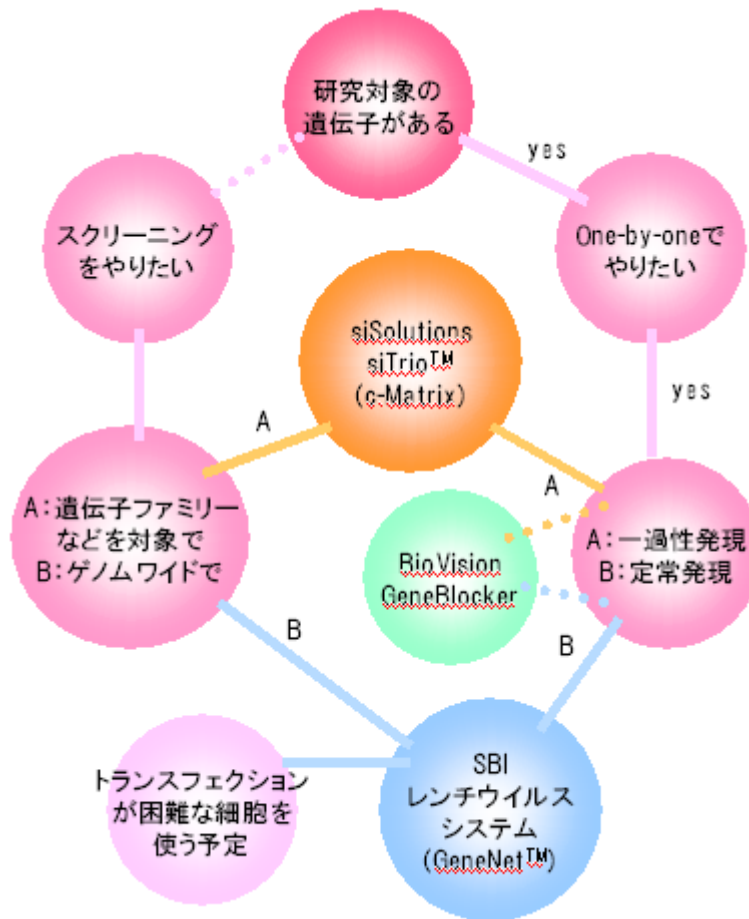 研究対象の
遺伝子がある
yes
スクリーニング
をやりたい
One-by-oneで
やりたい
siSolutions
siTrio™
(c-Matrix)
yes
A
A
A：遺伝子ファミリー
などを対象で
B：ゲノムワイドで
BioVision
GeneBlocker
A：一過性発現
B：定常発現
B
B
トランスフェクション
が困難な細胞を
使う予定
SBI
レンチウイルス
システム
(GeneNet™)